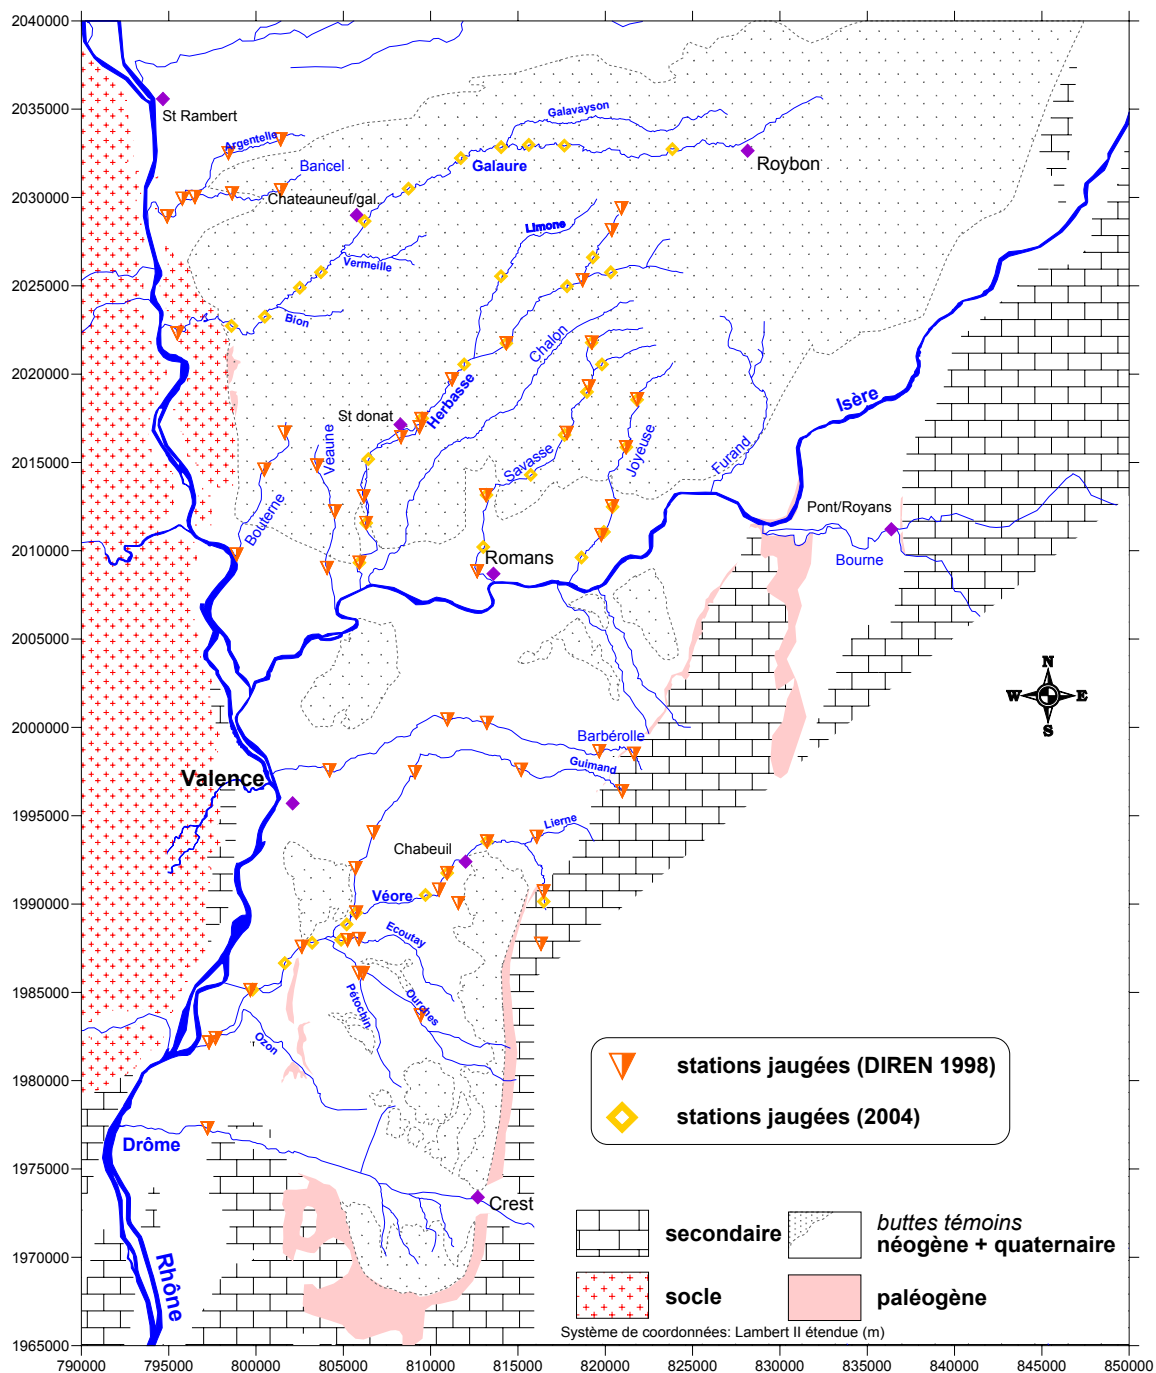 2040000
2035000
2030000
2025000
2020000
2015000
2010000
2005000
2000000
1995000
1990000
1985000
1980000
1975000
1970000
1965000
790000 795000 800000 805000 810000 815000 820000 825000 830000 835000 840000 845000 850000
St Rambert
Argentelle
Bancel
Galavayson
Galaure
Roybon
Chateauneuf/gal.
Limone
Vermeille
Bion
Chalon
Isère
Herbasse
St donat
Veaune
Savasse
Joyeuse
Furand
Bouterne
Pont/Royans
Romans
Bourne
N
W E
S
Barbérolle
Guimand
Valence
Lierne
Chabeuil
Véore
Ecoutay
Pétochin
Ourches
Ozon
Drôme
Crest
Rhône
stations jaugées (DIREN 1998)
stations jaugées (2004)
secondaire
buttes témoins
néogène + quaternaire
socle
paléogène
Système de coordonnées: Lambert II étendue (m)